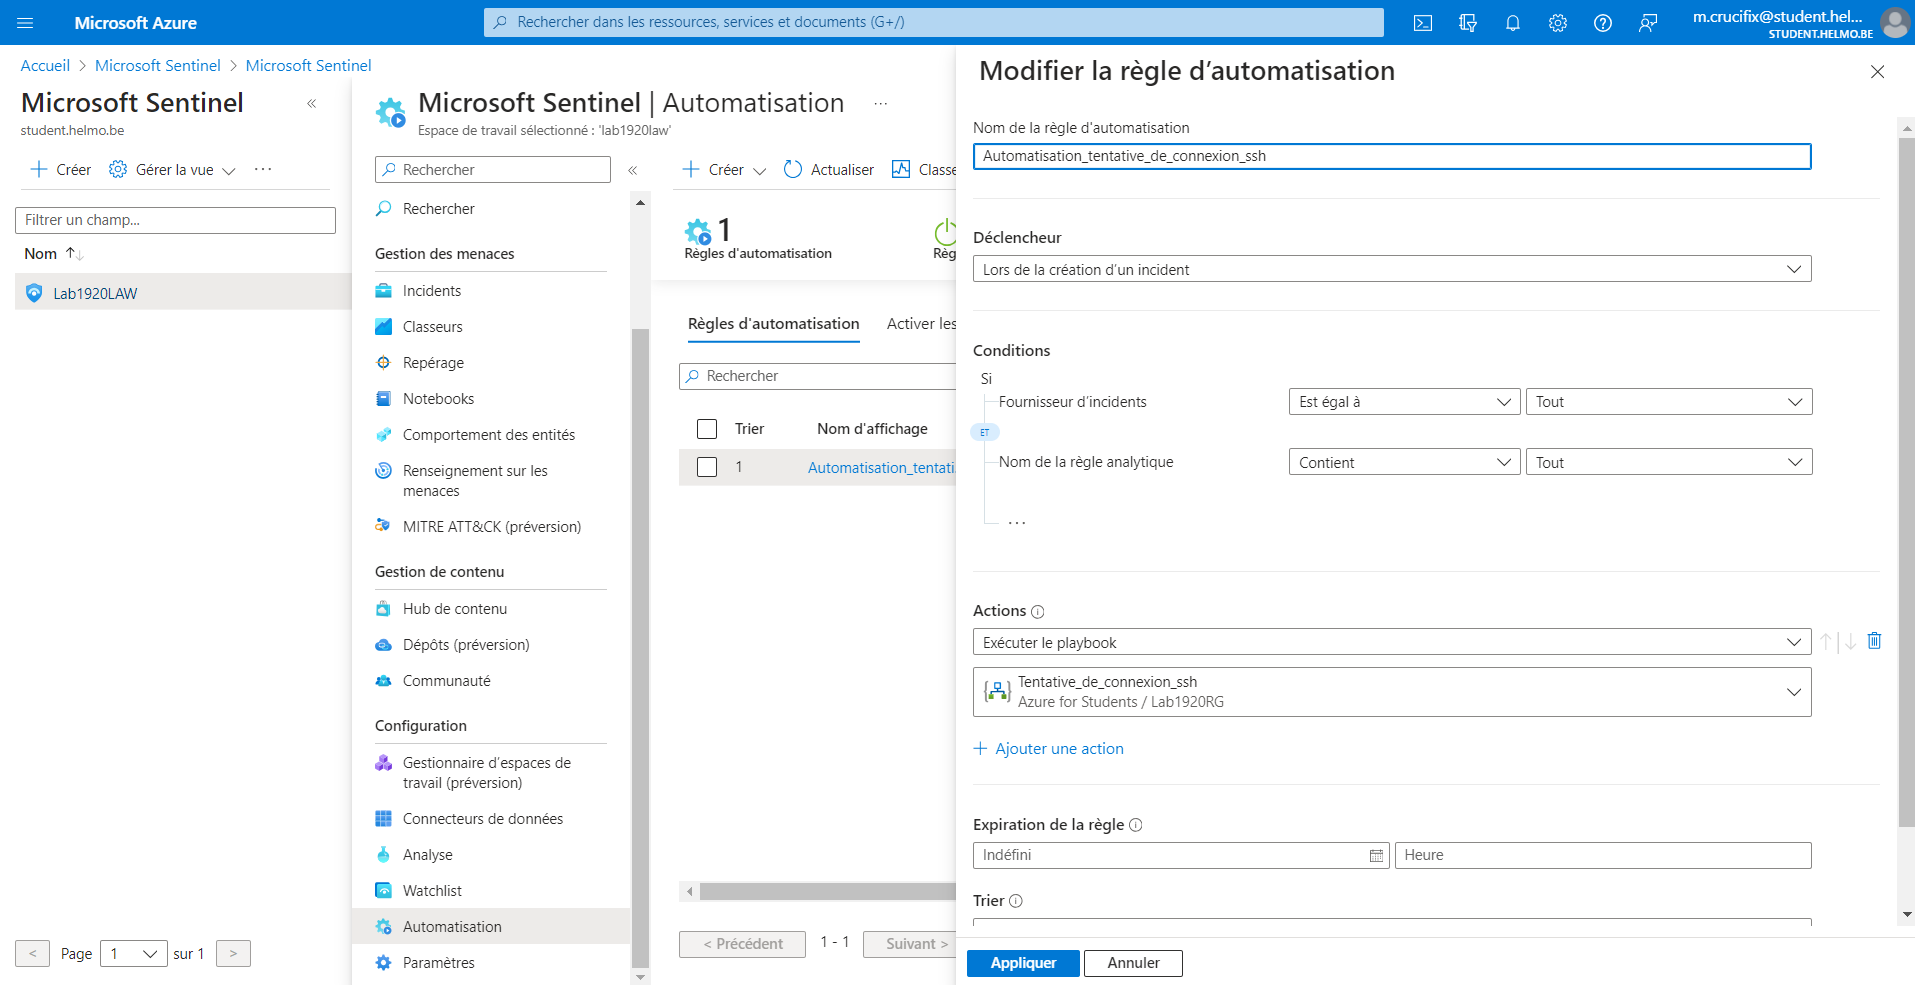 Microsoft Azure
Rechercher dans les ressources, services et documents (G+/)
m.crucifix@student.hel...
STUDENT.HELMO.BE
Accueil > Microsoft Sentinel > Microsoft Sentinel
Microsoft Sentinel
student.helmo.be
Créer
Gérer la vue
Filtrer un champ...
Nom
Lab1920LAW
< Page 1 sur 1 >
Microsoft Sentinel | Automatisation
Espace de travail sélectionné : 'lab1920law'
Rechercher
Rechercher
Gestion des menaces
Incidents
Classeurs
Repérage
Notebooks
Comportement des entités
Renseignement sur les
menaces
MITRE ATT&CK (préversion)
Gestion de contenu
Hub de contenu
Dépôts (préversion)
Communauté
Configuration
Gestionnaire d'espaces de
travail (préversion)
Connecteurs de données
Analyse
Watchlist
Automatisation
Paramètres
Créer
Actualiser
Classe
1
Règles d'automatisation
Règ
Règles d'automatisation
Activer les
Rechercher
Trier
Nom d'affichage
1
Automatisation_tentati
< Précédent
1 - 1
Suivant >
Modifier la règle d'automatisation
Nom de la règle d'automatisation
Automatisation_tentative_de_connexion_ssh
Déclencheur
Lors de la création d'un incident
Conditions
Si
Fournisseur d'incidents
Est égal à
Tout
ET
Nom de la règle analytique
Contient
Tout
...
Actions
Exécuter le playbook
Tentative_de_connexion_ssh
Azure for Students / Lab1920RG
+ Ajouter une action
Expiration de la règle
Indéfini
Heure
Trier
Appliquer
Annuler